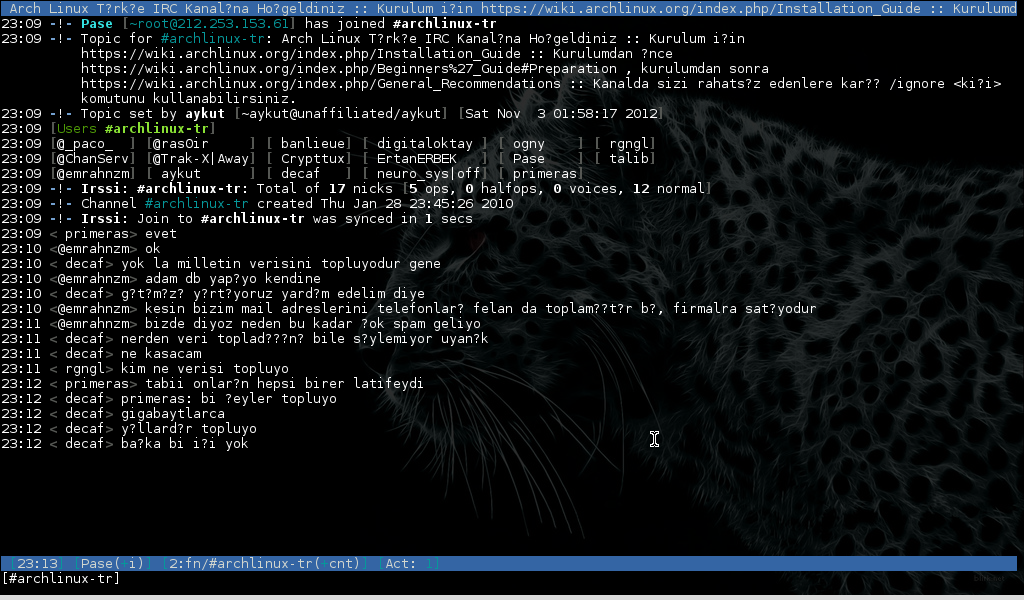 Arch Linux T?rk?e IRC Kanal?na Ho?geldiniz :: Kurulum i?in https://wiki.archlinux.org/index.php/Installation_Guide :: Kurulumd
23:09 -!- Pase [~root@212.253.153.61] has joined #archlinux-tr
23:09 -!- Topic for #archlinux-tr: Arch Linux T?rk?e IRC Kanal?na Ho?geldiniz :: Kurulum i?in
https://wiki.archlinux.org/index.php/Installation_Guide :: Kurulumdan ?nce
https://wiki.archlinux.org/index.php/Beginners%27_Guide#Preparation , kurulumdan sonra
https://wiki.archlinux.org/index.php/General_Recommendations :: Kanalda sizi rahats?z edenlere kar?? /ignore <ki?i>
komutunu kullanabilirsiniz.
23:09 -!- Topic set by aykut [~aykut@unaffiliated/aykut] [Sat Nov  3 01:58:17 2012]
23:09 [Users #archlinux-tr]
23:09 [@_paco_  ] [@rasOir     ] [ banlieue] [ digitaloktay ] [ ogny    ] [ rgngl]
23:09 [@ChanServ] [@Trak-X|Away] [ Crypttux] [ ErtanERBEK   ] [ Pase    ] [ talib]
23:09 [@emrahnzm] [ aykut      ] [ decaf   ] [ neuro_sys|off] [ primeras]
23:09 -!- Irssi: #archlinux-tr: Total of 17 nicks [5 ops, 0 halfops, 0 voices, 12 normal]
23:09 -!- Channel #archlinux-tr created Thu Jan 28 23:45:26 2010
23:09 -!- Irssi: Join to #archlinux-tr was synced in 1 secs
23:09 < primeras> evet
23:10 <@emrahnzm> ok
23:10 < decaf> yok la milletin verisini topluyodur gene
23:10 <@emrahnzm> adam db yap?yo kendine
23:10 < decaf> g?t?m?z? y?rt?yoruz yard?m edelim diye
23:10 <@emrahnzm> kesin bizim mail adreslerini telefonlar? felan da toplam??t?r b?, firmalra sat?yodur
23:11 <@emrahnzm> bizde diyoz neden bu kadar ?ok spam geliyo
23:11 < decaf> nerden veri toplad???n? bile s?ylemiyor uyan?k
23:11 < decaf> ne kasacam
23:11 < rgngl> kim ne verisi topluyo
23:12 < primeras> tabii onlar?n hepsi birer latifeydi
23:12 < decaf> primeras: bi ?eyler topluyo
23:12 < decaf> gigabaytlarca
23:12 < decaf> y?llard?r topluyo
23:12 < decaf> ba?ka bi i?i yok
[23:13] [Pase(+i)] [2:fn/#archlinux-tr(+cnt)] [Act: 1]
[#archlinux-tr]